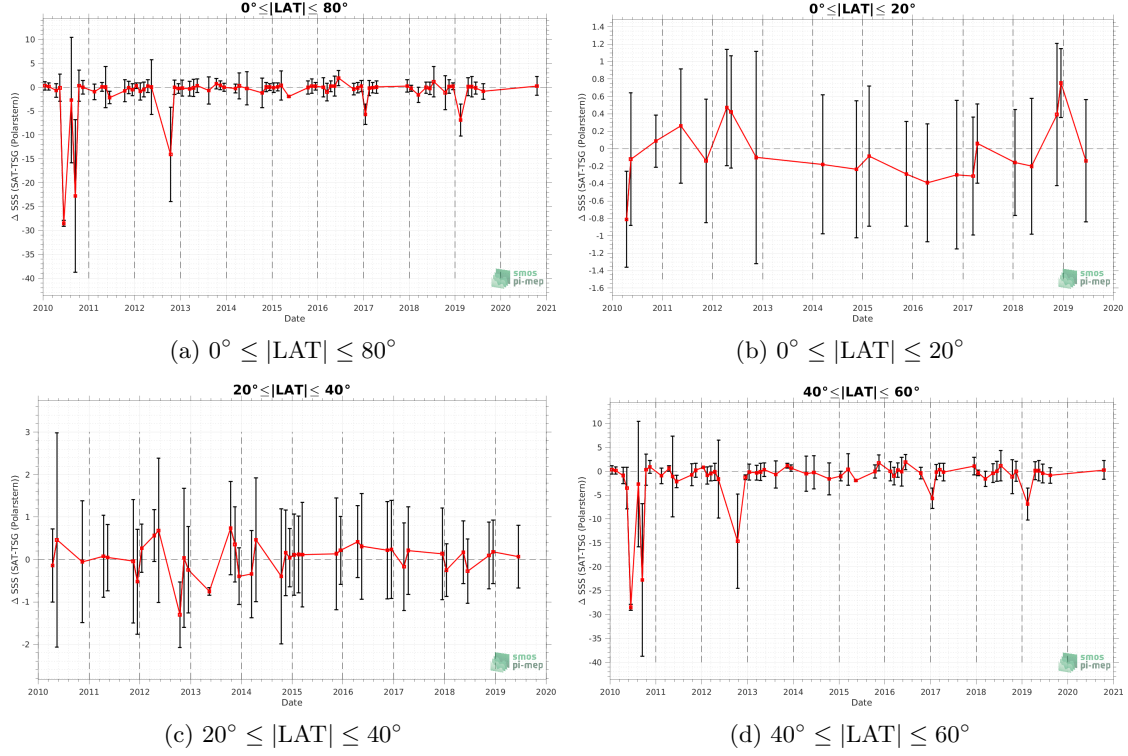 0°≤|LAT|≤ 80°
Δ SSS (SAT-TSG (Polarstern))
10
5
0
-5
-10
-15
-20
-25
-30
-35
-40
2010 2011 2012 2013 2014 2015 2016 2017 2018 2019 2020 2021
Date
smos
pi-mep
(a) 0° ≤ |LAT| ≤ 80°
0°≤|LAT|≤ 20°
Δ SSS (SAT-TSG (Polarstern))
1.4
1.2
1
0.8
0.6
0.4
0.2
0
-0.2
-0.4
-0.6
-0.8
-1
-1.2
-1.4
-1.6
2010 2011 2012 2013 2014 2015 2016 2017 2018 2019 2020
Date
smos
pi-mep
(b) 0° ≤ |LAT| ≤ 20°
20°≤|LAT|≤ 40°
Δ SSS (SAT-TSG (Polarstern))
3
2
1
0
-1
-2
2010 2011 2012 2013 2014 2015 2016 2017 2018 2019 2020
Date
smos
pi-mep
(c) 20° ≤ |LAT| ≤ 40°
40°≤|LAT|≤ 60°
Δ SSS (SAT-TSG (Polarstern))
10
5
0
-5
-10
-15
-20
-25
-30
-35
-40
2010 2011 2012 2013 2014 2015 2016 2017 2018 2019 2020 2021
Date
smos
pi-mep
(d) 40° ≤ |LAT| ≤ 60°